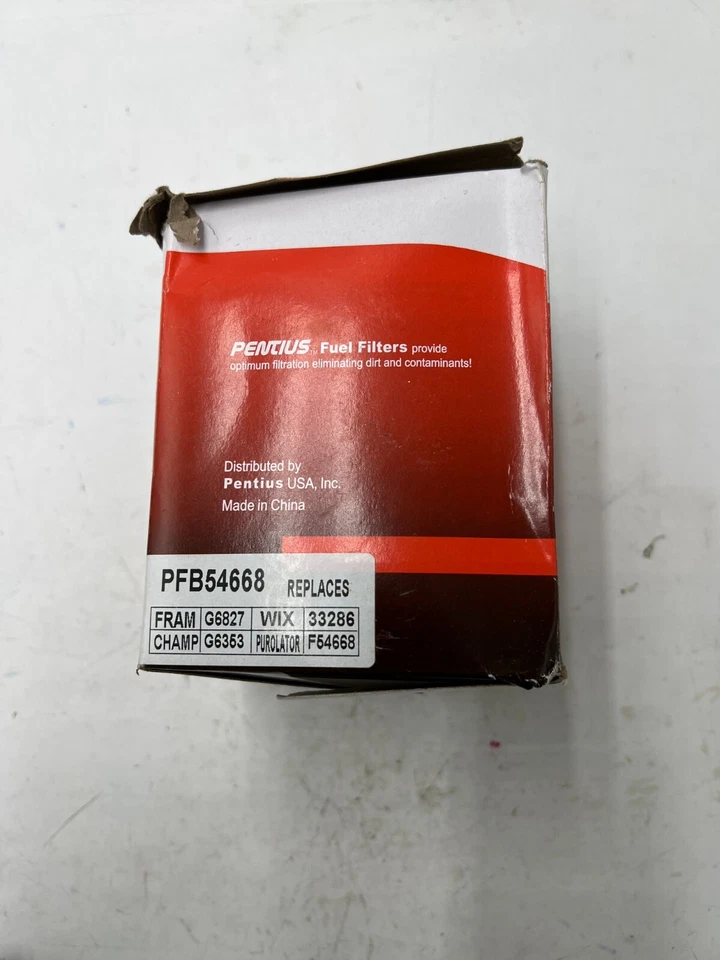 PENTIUS Fuel Filters provide
optimum filtration eliminating dirt and contaminants!
Distributed by
Pentius USA, Inc.
Made in China
PFB54668 REPLACES
FRAM G6827 WIX 33286
CHAMP G6353 PUROLATOR F54668